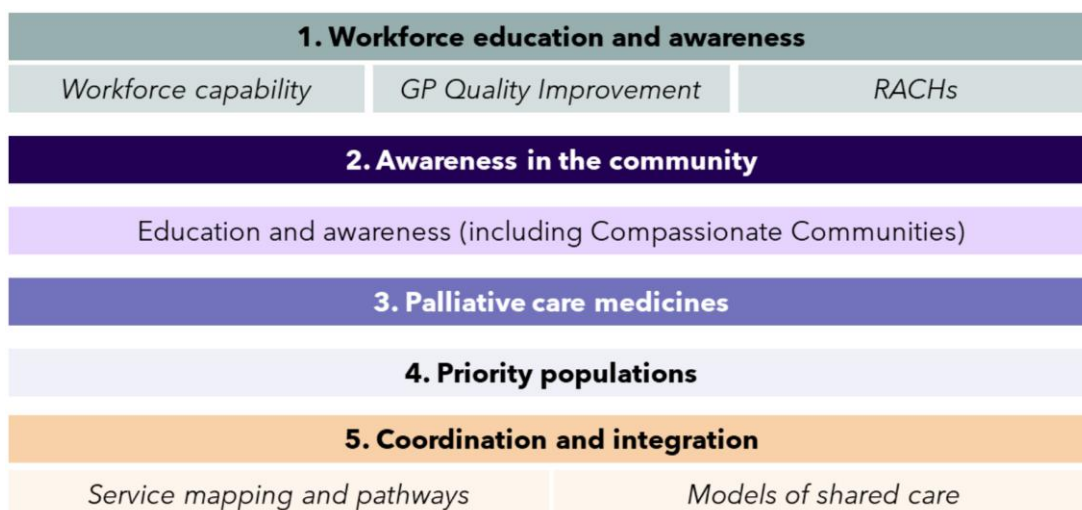 1. Workforce education and awareness
Workforce capability
GP Quality Improvement
RACHs
2. Awareness in the community
Education and awareness (including Compassionate Communities)
3. Palliative care medicines
4. Priority populations
5. Coordination and integration
Service mapping and pathways
Models of shared care